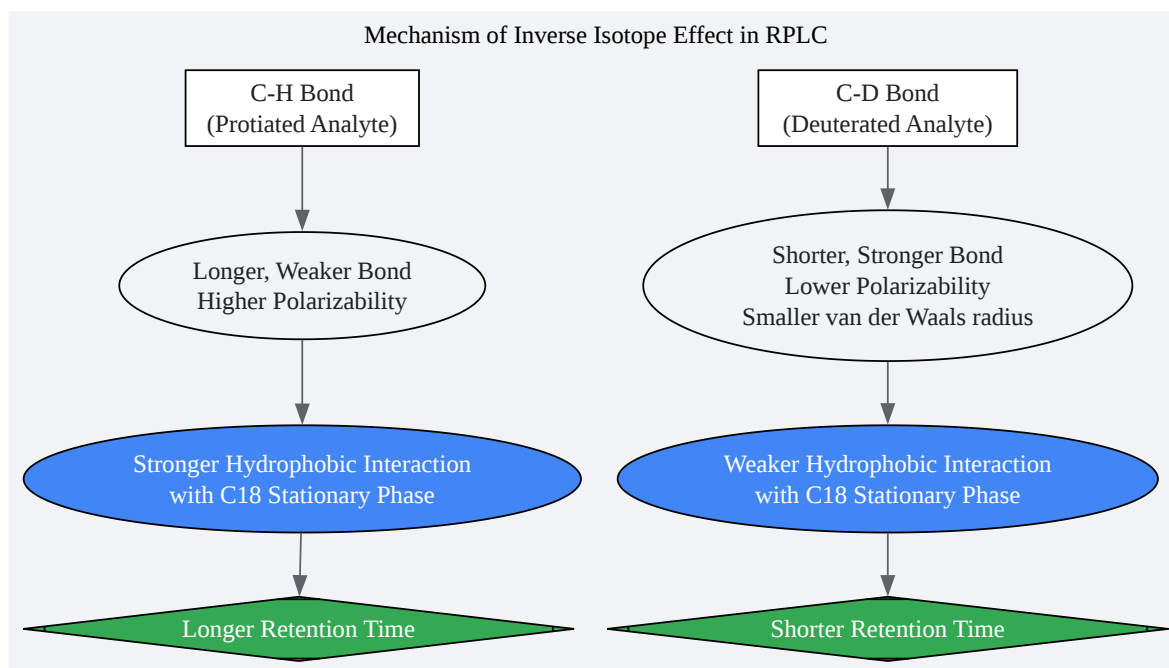 Mechanism of Inverse Isotope Effect in RPLC
C-H Bond
(Protiated Analyte)
C-D Bond
(Deuterated Analyte)
Longer, Weaker Bond
Higher Polarizability
Shorter, Stronger Bond
Lower Polarizability
Smaller van der Waals radius
Stronger Hydrophobic Interaction
with C18 Stationary Phase
Weaker Hydrophobic Interaction
with C18 Stationary Phase
Longer Retention Time
Shorter Retention Time